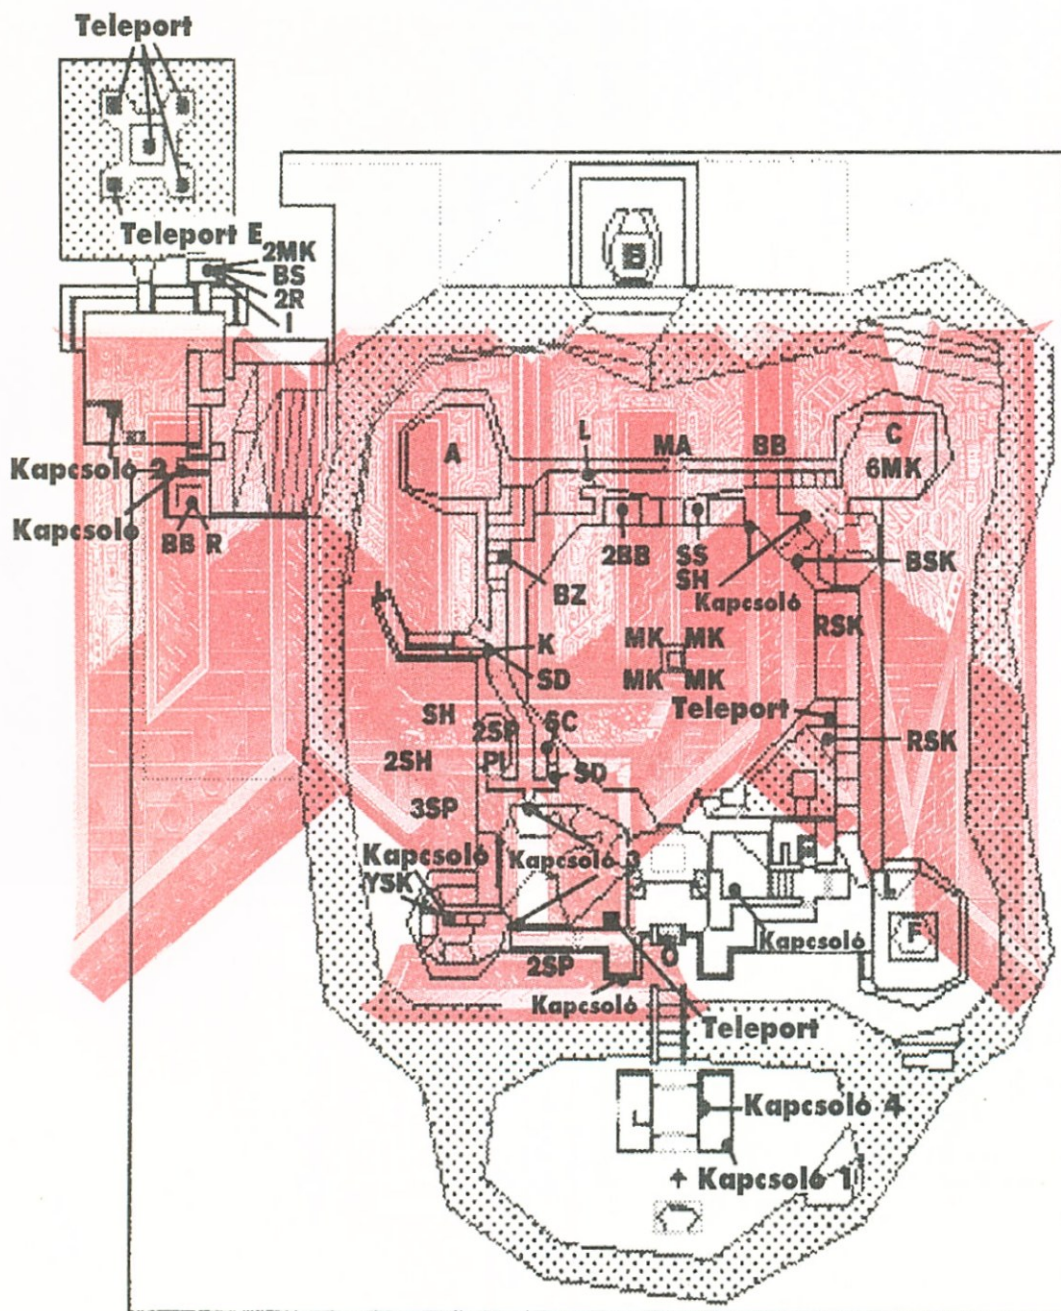 Teleport
Teleport E
2MK
BS
2R
I
L
MA
BB
C
A
6MK
Kapcsoló 2
Kapcsoló
BB R
2BB
SS
SH
Kapcsoló
BSK
BZ
RSK
K
MK MK
MK MK
SD
SH
2SP
6C
Teleport
RSK
2SH
PL
SD
3SP
Kapcsoló
YSK
Kapcsoló 3
L
F
Kapcsoló
O
2SP
Kapcsoló
Teleport
Kapcsoló 4
Kapcsoló 1